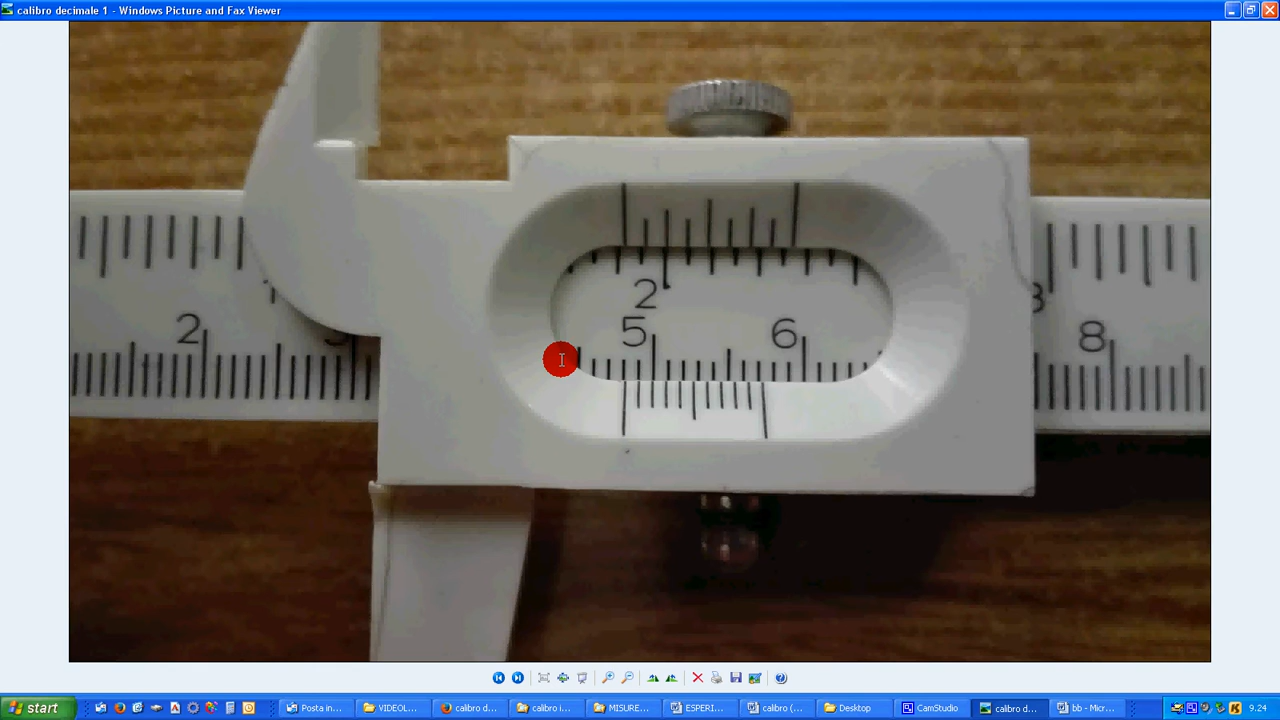 calibro decimale 1 - Windows Picture and Fax Viewer
2
8
2
5
6
8
start
Posta in...
VIDEOL...
calibro d...
calibro i...
MISURE...
ESPERI...
calibro (...
Desktop
CamStudio
calibro d...
bb - Micr...
9.24